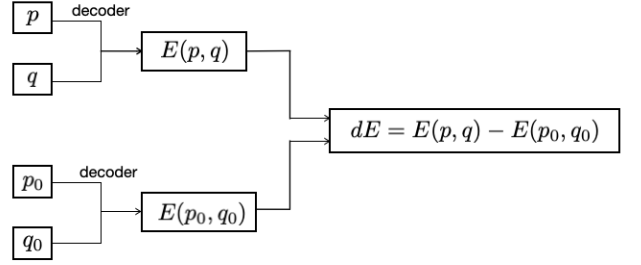 p
decoder
q
E(p, q)
dE = E(p, q) − E(p₀, q₀)
p₀
decoder
q₀
E(p₀, q₀)